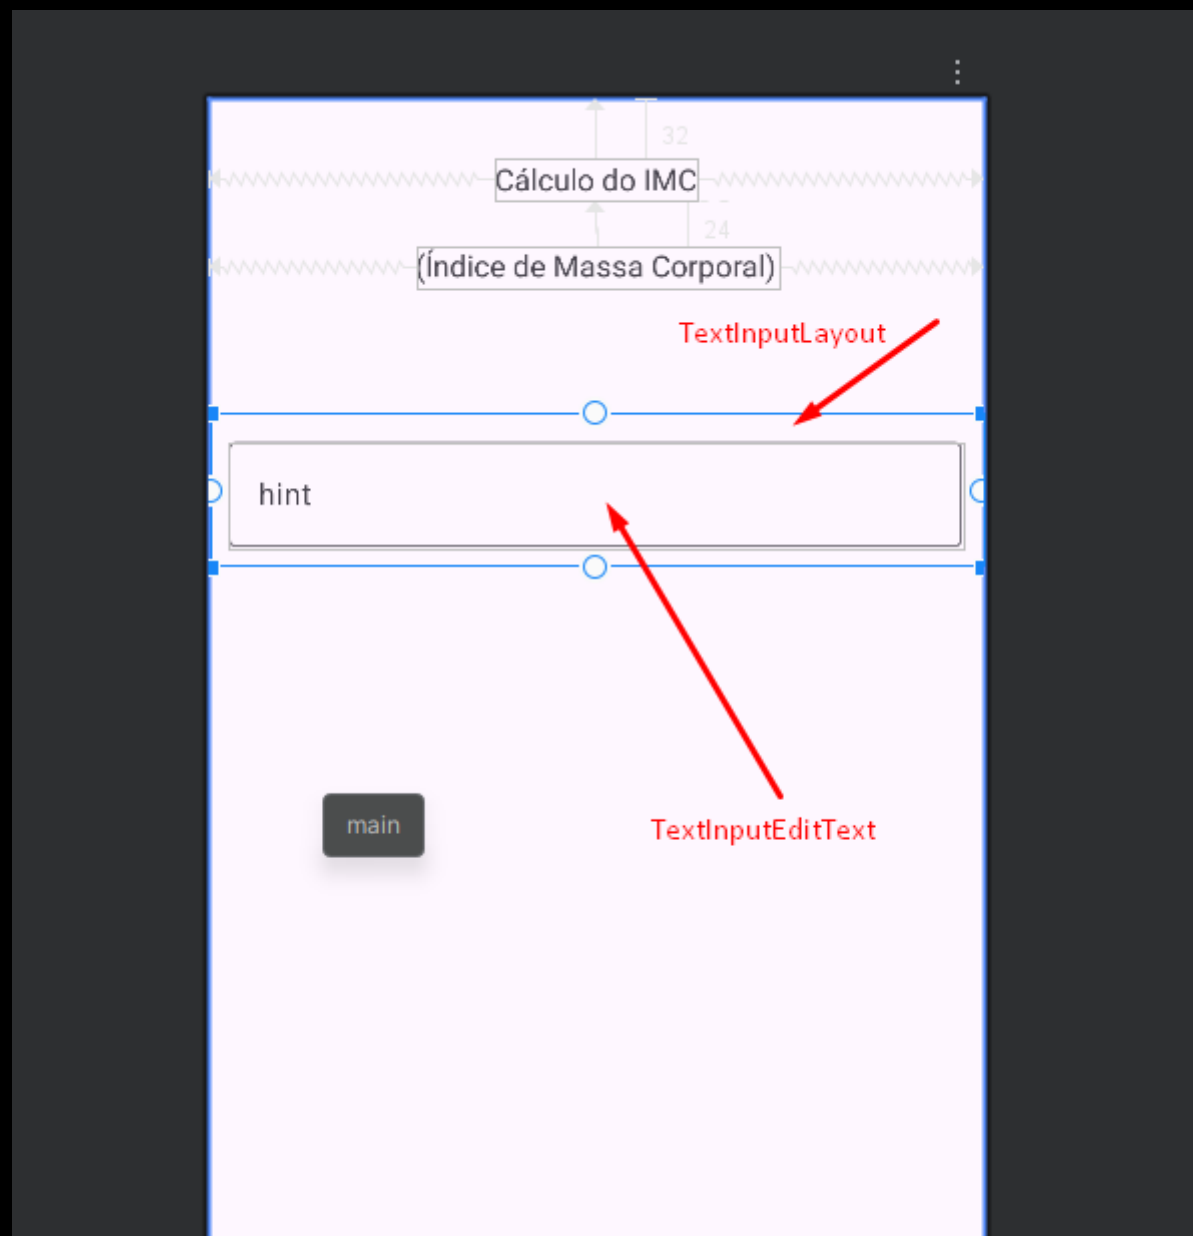 32
Cálculo do IMC
24
(Índice de Massa Corporal)
TextInputLayout
hint
main
TextInputEditText